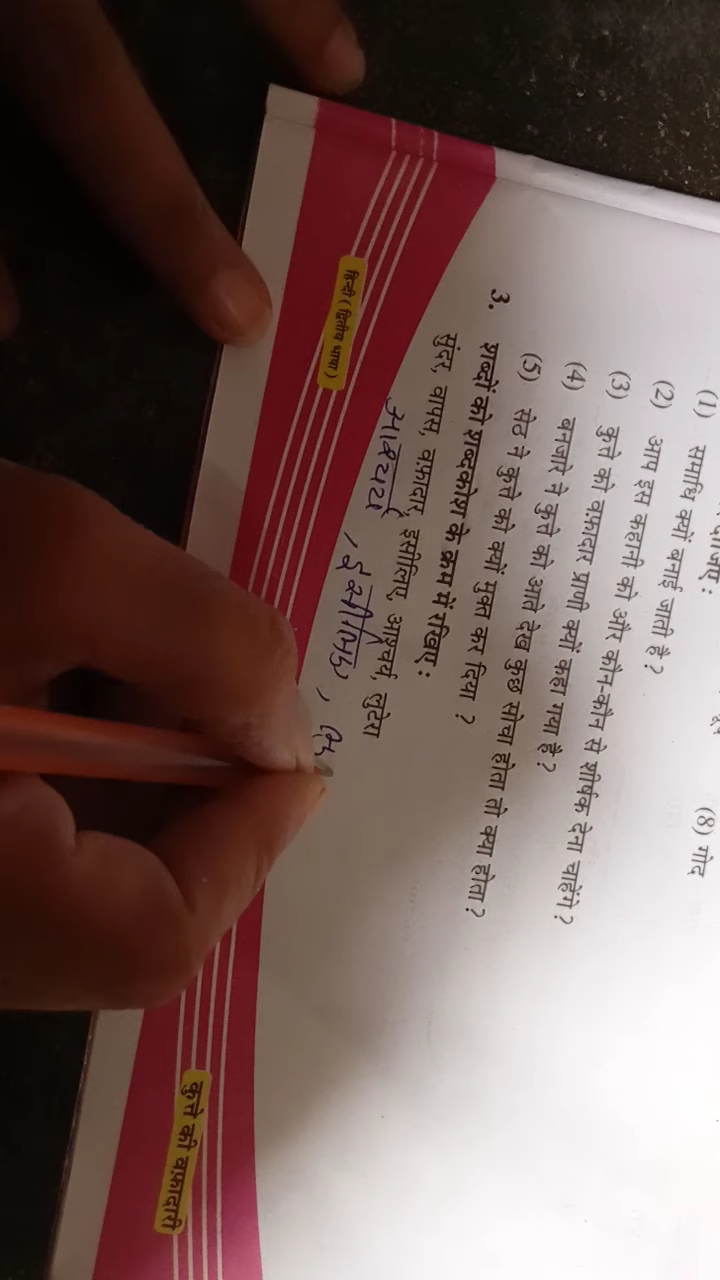 (8) गोद
(1) समाधि क्यों बनाई जाती है ?
(2) आप इस कहानी को और कौन-कौन से शीर्षक देना चाहेंगे ?
(3) कुत्ते को वफ़ादार प्राणी क्यों कहा गया है ?
(4) बनजारे ने कुत्ते को आते देख कुछ सोचा होता तो क्या होता ?
(5) सेठ ने कुत्ते को क्यों मुक्त कर दिया ?
3. शब्दों को शब्दकोश के क्रम में रखिए :
सुंदर, वापस, वफ़ादार, इसीलिए, आश्चर्य, लुटेरा
आश्चर्य, इसीलिए,
हिन्दी (द्वितीय भाषा)
कुत्ते की वफ़ादारी